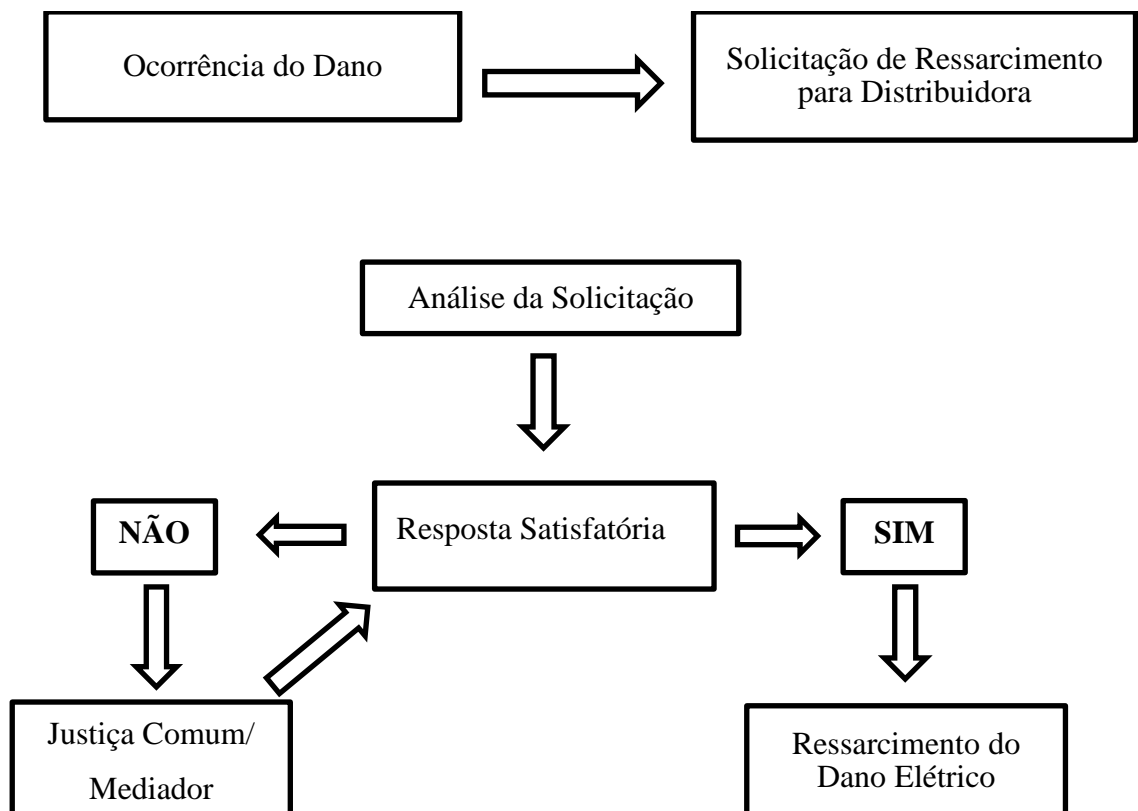 Ocorrência do Dano
Solicitação de Ressarcimento
para Distribuidora
Análise da Solicitação
NÃO
Resposta Satisfatória
SIM
Justiça Comum/
Mediador
Ressarcimento do
Dano Elétrico